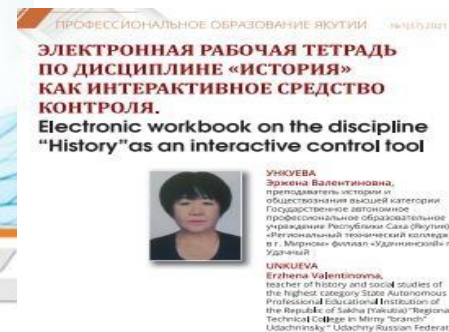 ПРОФЕССИОНАЛЬНОЕ ОБРАЗОВАНИЕ ЯКУТИИ №1(37) 2021
ЭЛЕКТРОННАЯ РАБОЧАЯ ТЕТРАДЬ
ПО ДИСЦИПЛИНЕ «ИСТОРИЯ»
КАК ИНТЕРАКТИВНОЕ СРЕДСТВО
КОНТРОЛЯ.
Electronic workbook on the discipline
"History"as an interactive control tool
УНКУЕВА
Эржена Валентиновна,
преподаватель истории и
обществознания высшей категории
Государственное автономное
профессиональное образовательное
учреждение Республики Саха (Якутия)
«Региональный технический колледж
в г. Мирном» филиал «Удачнинский» г.
Удачный
UNKUEVA
Erzhena Valentinovna,
teacher of history and social studies of
the highest category State Autonomous
Professional Educational Institution of
the Republic of Sakha (Yakutia) "Regional
Technical College in Mirny "branch"
Udachninsky " Udachny Russian Federat